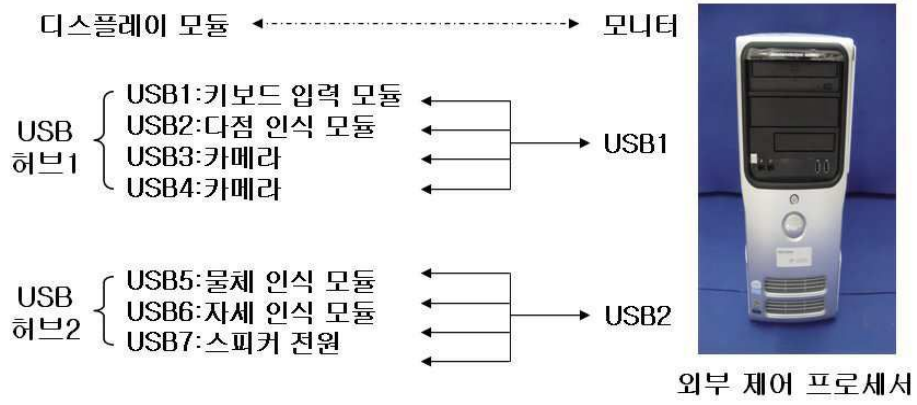 디스플레이 모듈 모니터
USB 허브1
USB1:키보드 입력 모듈
USB2:다점 인식 모듈
USB3:카메라
USB4:카메라
USB1
USB 허브2
USB5:물체 인식 모듈
USB6:자세 인식 모듈
USB7:스피커 전원
USB2
외부 제어 프로세서